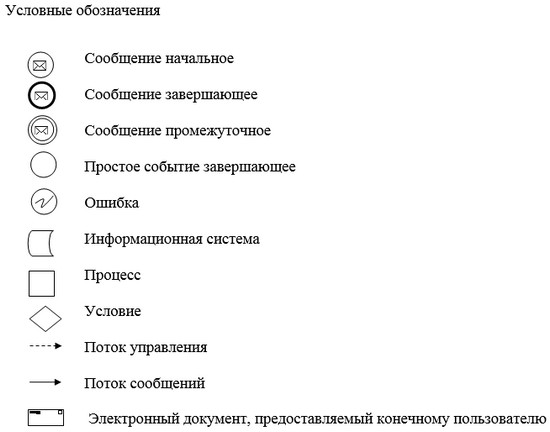 Условные обозначения
Сообщение начальное
Сообщение завершающее
Сообщение промежуточное
Простое событие завершающее
Ошибка
Информационная система
Процесс
Условие
Поток управления
Поток сообщений
Электронный документ, предоставляемый конечному пользователю